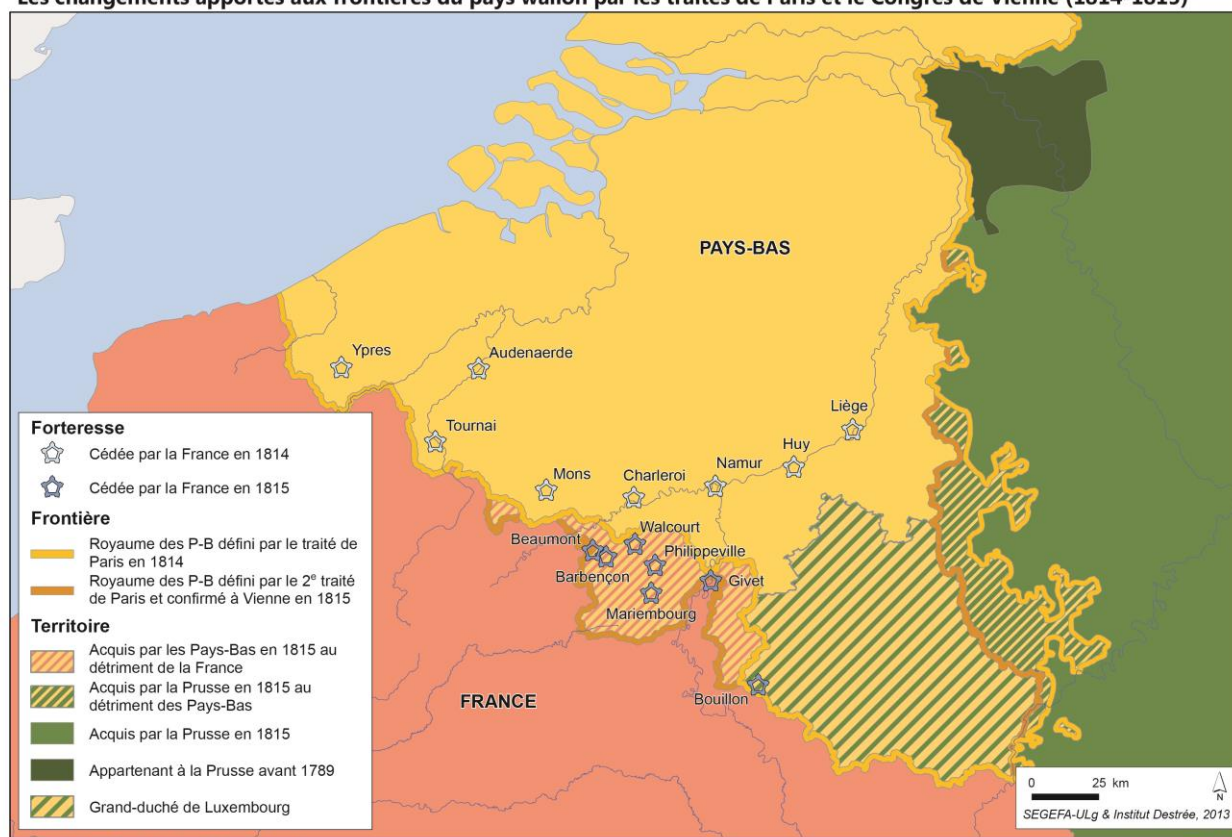 Les changements apportés aux frontières du pays wallon par les traités de Paris et le Congrès de Vienne (1814-1815)
PAYS-BAS
Ypres
Audenaerde
Tournai
Liège
Huy
Namur
Mons
Charleroi
Walcourt
Beaumont
Philippeville
Barbençon
Givet
Mariembourg
Bouillon
FRANCE
Forteresse
Cédée par la France en 1814
Cédée par la France en 1815
Frontière
Royaume des P-B défini par le traité de
Paris en 1814
Royaume des P-B défini par le 2e traité
de Paris et confirmé à Vienne en 1815
Territoire
Acquis par les Pays-Bas en 1815 au
détriment de la France
Acquis par la Prusse en 1815 au
détriment des Pays-Bas
Acquis par la Prusse en 1815
Appartenant à la Prusse avant 1789
Grand-duché de Luxembourg
0 25 km
N
SEGEFA-ULg & Institut Destrée, 2013